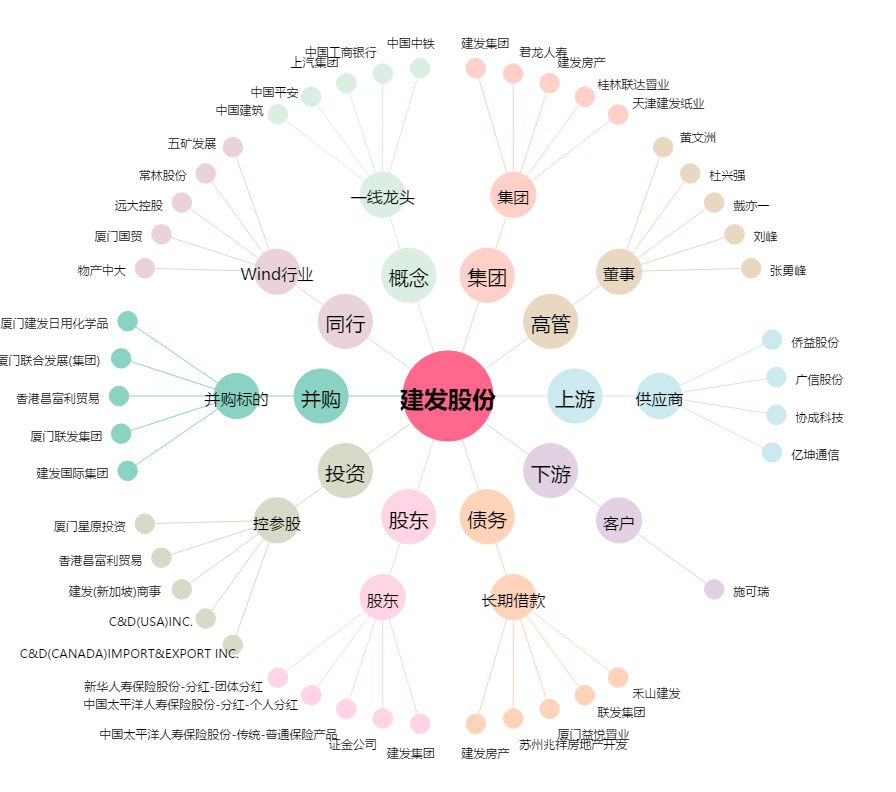 中国中铁
中国工商银行
上汽集团
中国平安
中国建筑
一线龙头
概念
建发集团
君龙人寿
建发房产
桂林联达置业
天津建发纸业
集团
集团
黄文洲
杜兴强
戴亦一
刘峰
张勇峰
董事
高管
五矿发展
常林股份
远大控股
厦门国贸
物产中大
Wind行业
同行
厦门建发日用化学品
厦门联合发展(集团)
香港昌富利贸易
厦门联发集团
建发国际集团
并购标的
并购
建发股份
上游
供应商
侨益股份
广信股份
协成科技
亿坤通信
投资
控参股
厦门星原投资
香港昌富利贸易
建发(新加坡)商事
C&D(USA)INC.
C&D(CANADA)IMPORT&EXPORT INC.
下游
客户
施可瑞
股东
股东
新华人寿保险股份-分红-团体分红
中国太平洋人寿保险股份-分红-个人分红
中国太平洋人寿保险股份-传统-普通保险产品
证金公司
建发集团
债务
长期借款
禾山建发
联发集团
厦门益悦置业
苏州兆祥房地产开发
建发房产